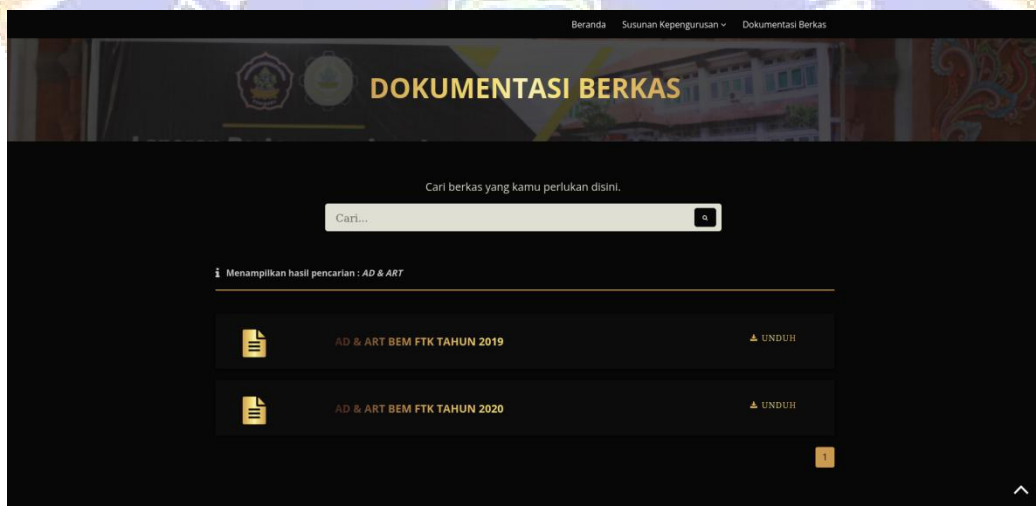 Beranda Susunan Kepengurusan Dokumentasi Berkas
DOKUMENTASI BERKAS
Cari berkas yang kamu perlukan disini.
Cari...
Menampilkan hasil pencarian : AD & ART
AD & ART BEM FTK TAHUN 2019
UNDUH
AD & ART BEM FTK TAHUN 2020
UNDUH
1